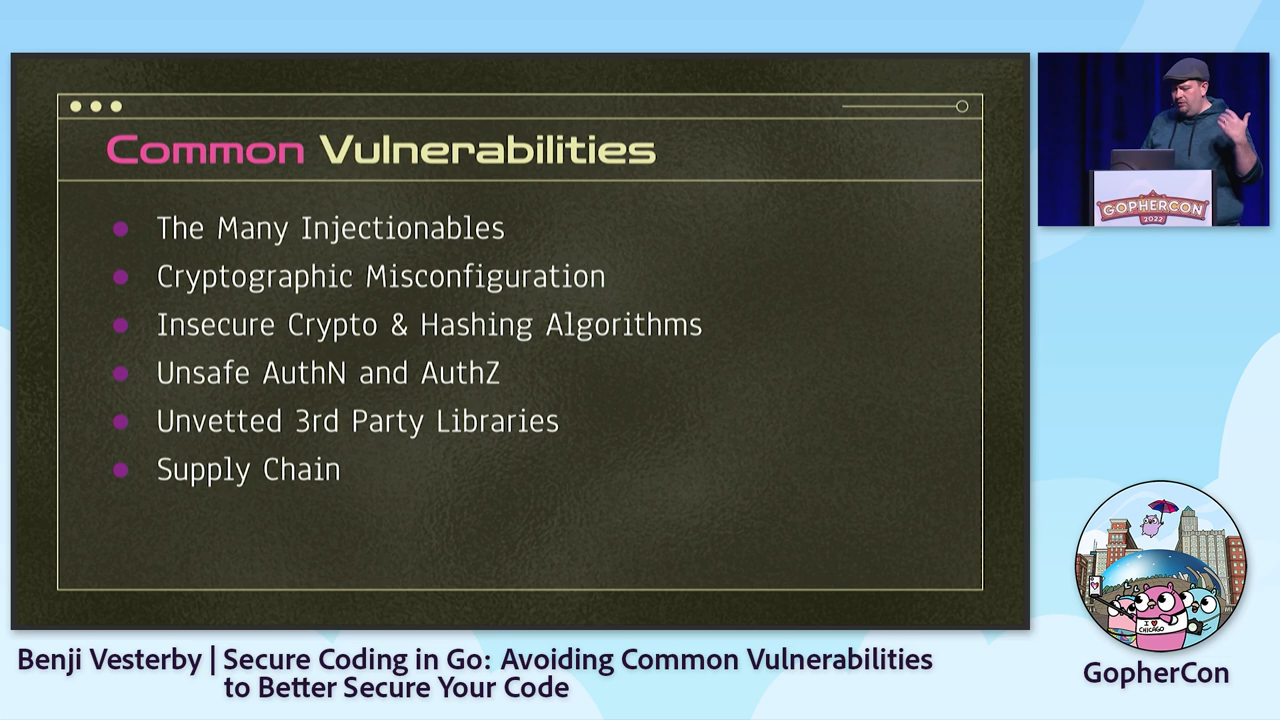 Common Vulnerabilities
The Many Injectionables
Cryptographic Misconfiguration
Insecure Crypto & Hashing Algorithms
Unsafe AuthN and AuthZ
Unvetted 3rd Party Libraries
Supply Chain
GOPHERCON
2022
I ♥
CHICAGO
GopherCon
Benji Vesterby | Secure Coding in Go: Avoiding Common Vulnerabilities
to Better Secure Your Code